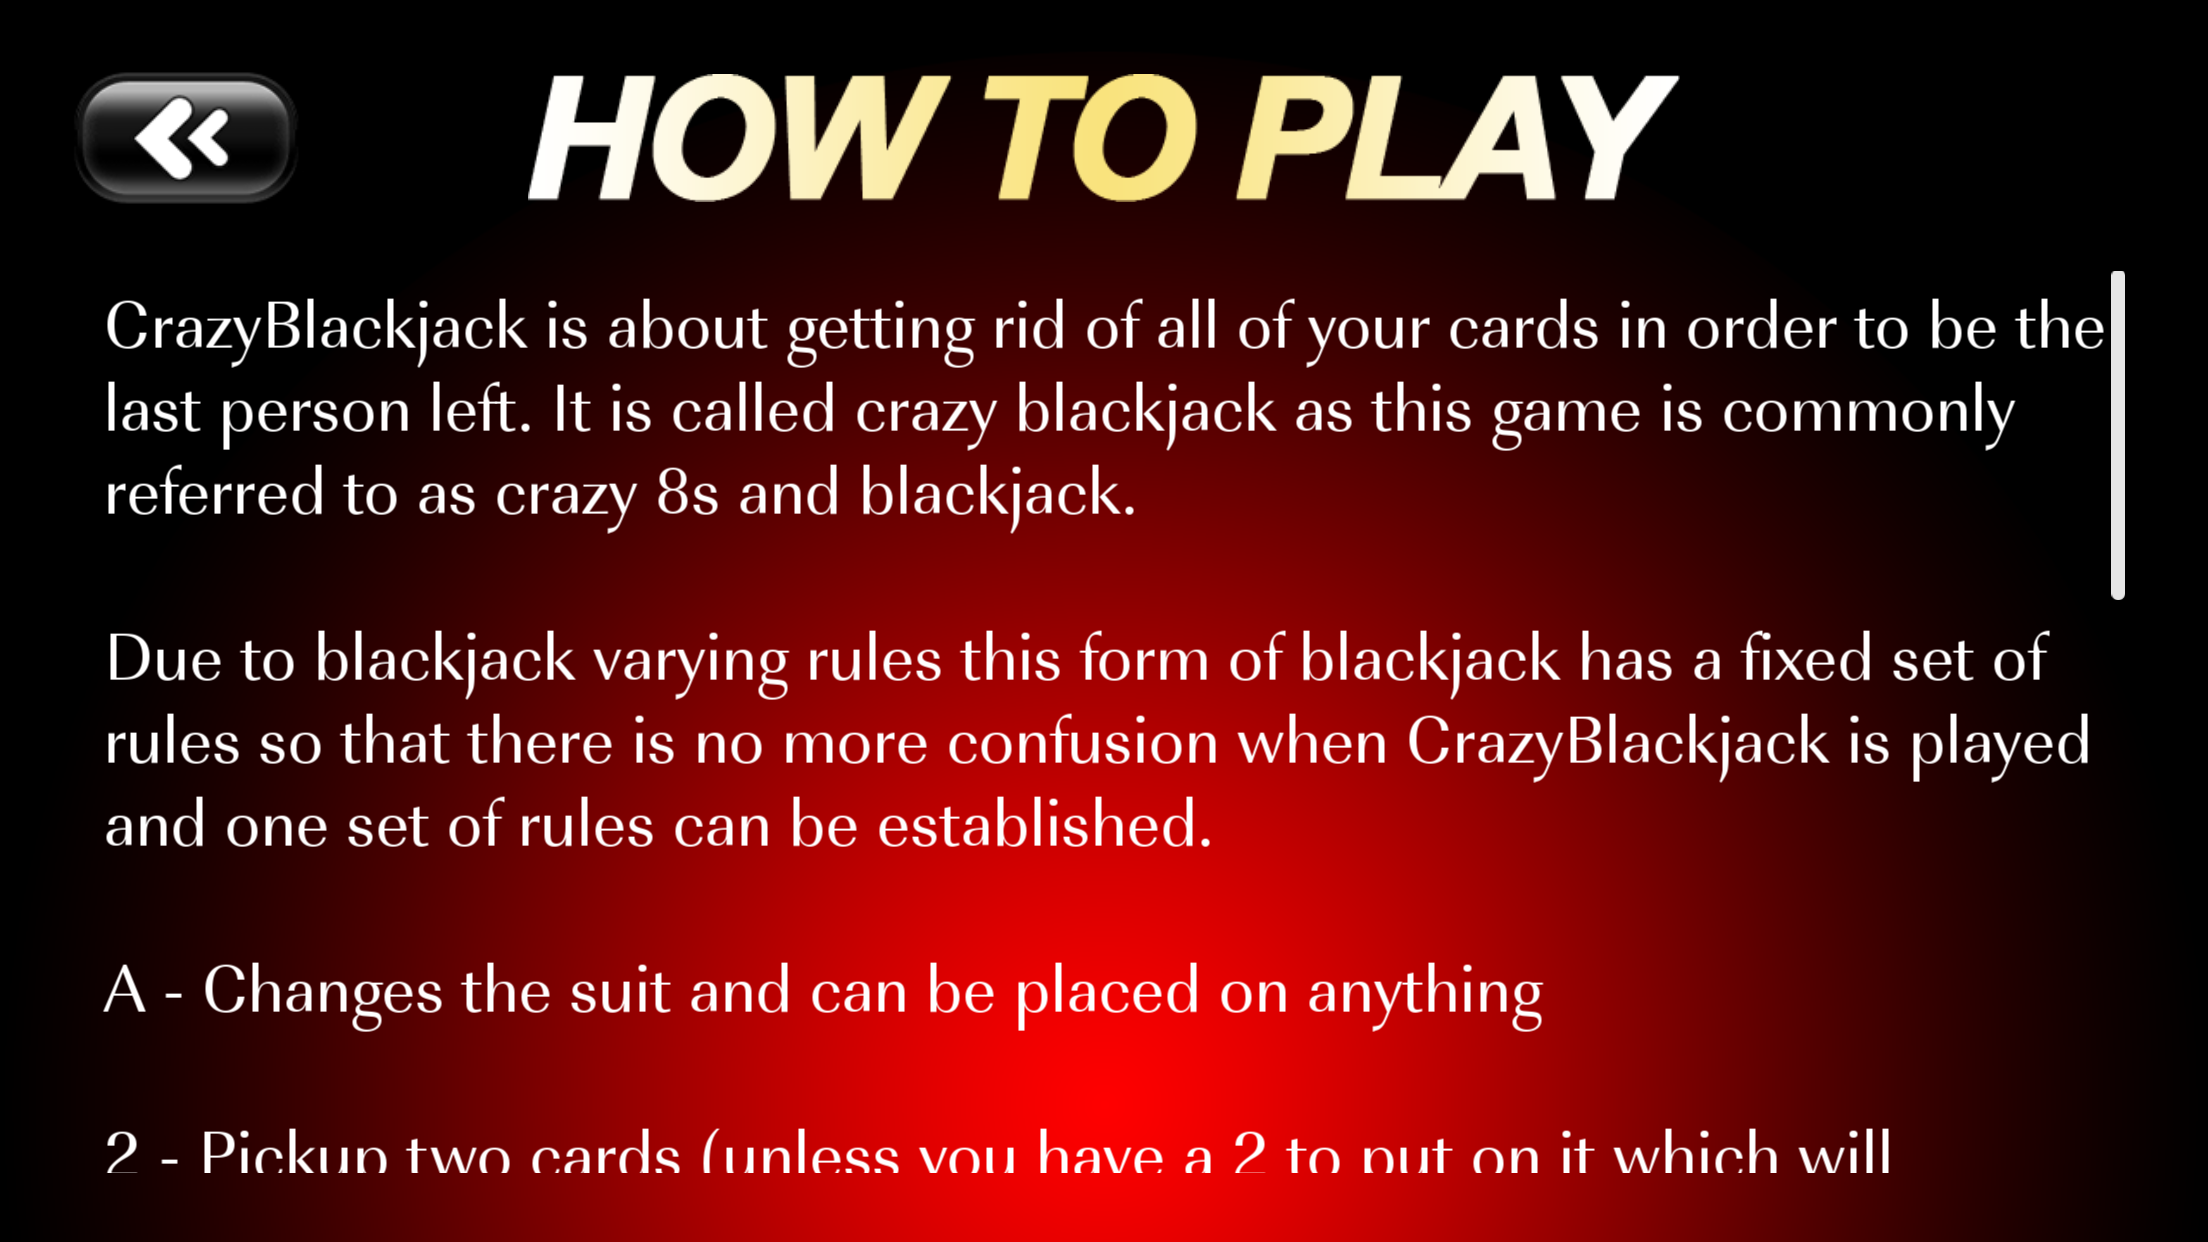 HOW TO PLAY
CrazyBlackjack is about getting rid of all of your cards in order to be the
last person left. It is called crazy blackjack as this game is commonly
referred to as crazy 8s and blackjack.
Due to blackjack varying rules this form of blackjack has a fixed set of
rules so that there is no more confusion when CrazyBlackjack is played
and one set of rules can be established.
A - Changes the suit and can be placed on anything
2 - Pickup two cards (unless you have a 2 to put on it which will